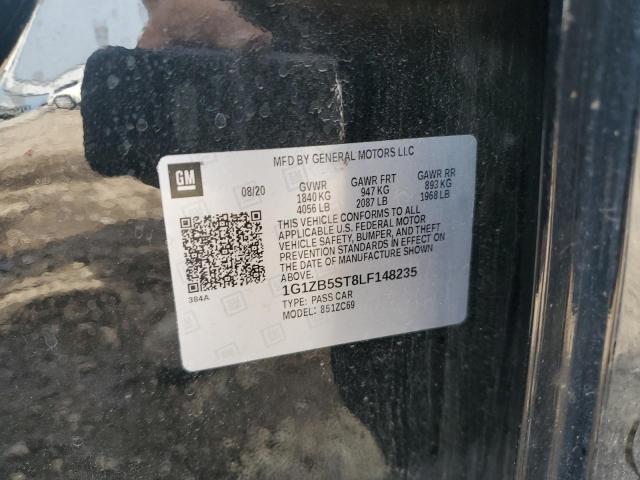 MFD BY GENERAL MOTORS LLC
GM
08/20
GVWR
1840 KG
4056 LB
GAWR FRT
947 KG
2087 LB
GAWR RR
893 KG
1968 LB
THIS VEHICLE CONFORMS TO ALL
APPLICABLE U.S. FEDERAL MOTOR
VEHICLE SAFETY, BUMPER, AND THEFT
PREVENTION STANDARDS IN EFFECT ON
THE DATE OF MANUFACTURE SHOWN
ABOVE.
384A
1G1ZB5ST8LF148235
TYPE: PASS CAR
MODEL: 851ZC69